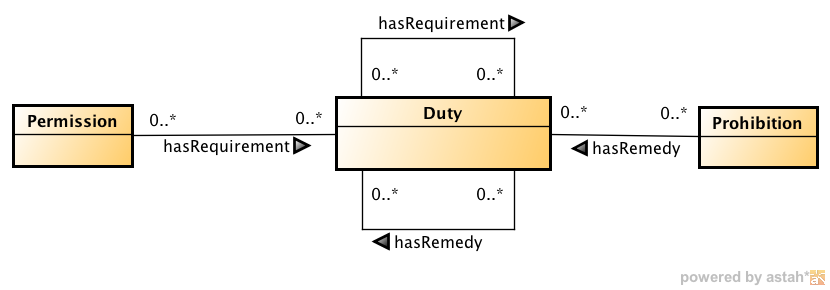 hasRequirement
0..* 0..*
Permission 0..* 0..* Duty 0..* 0..* Prohibition
hasRequirement hasRemedy
0..* 0..*
hasRemedy
powered by astah*